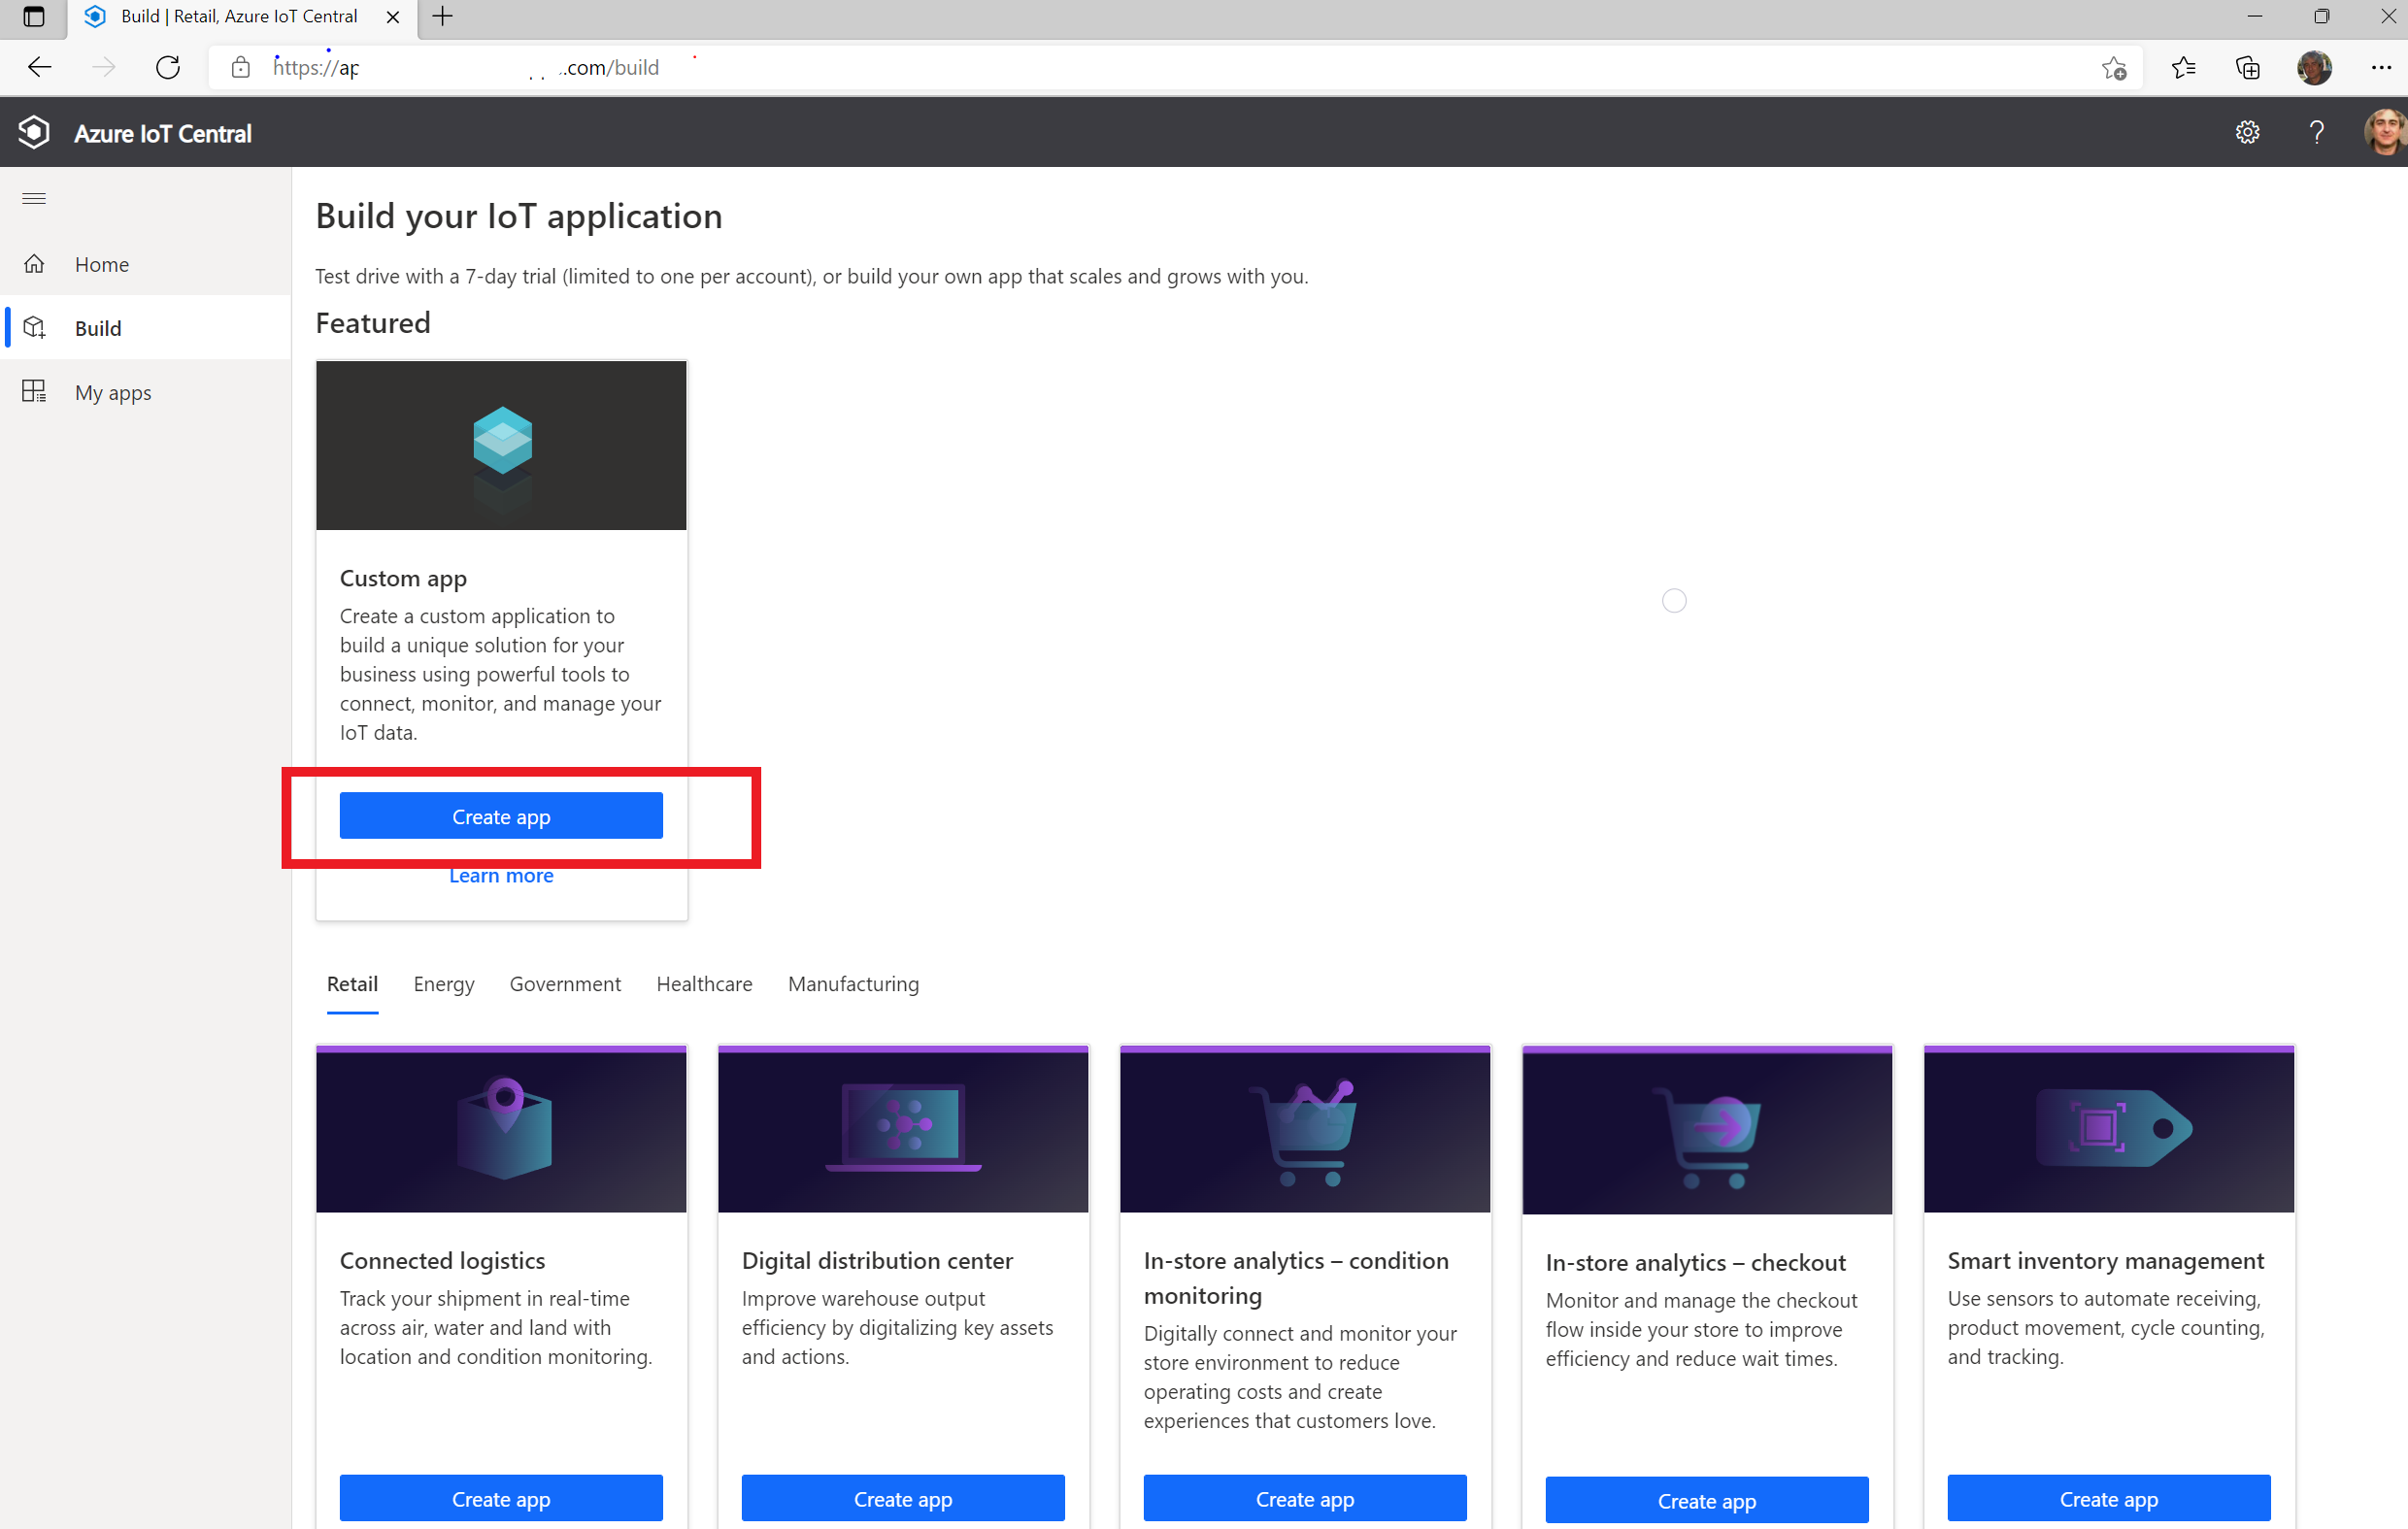 Build | Retail, Azure IoT Central
https://ap .com/build
Azure IoT Central
?
Home
Build
My apps
Build your IoT application
Test drive with a 7-day trial (limited to one per account), or build your own app that scales and grows with you.
Featured
Custom app
Create a custom application to
build a unique solution for your
business using powerful tools to
connect, monitor, and manage your
IoT data.
Create app
Learn more
Retail Energy Government Healthcare Manufacturing
Connected logistics
Track your shipment in real-time
across air, water and land with
location and condition monitoring.
Create app
Digital distribution center
Improve warehouse output
efficiency by digitalizing key assets
and actions.
Create app
In-store analytics – condition
monitoring
Digitally connect and monitor your
store environment to reduce
operating costs and create
experiences that customers love.
Create app
In-store analytics – checkout
Monitor and manage the checkout
flow inside your store to improve
efficiency and reduce wait times.
Create app
Smart inventory management
Use sensors to automate receiving,
product movement, cycle counting,
and tracking.
Create app